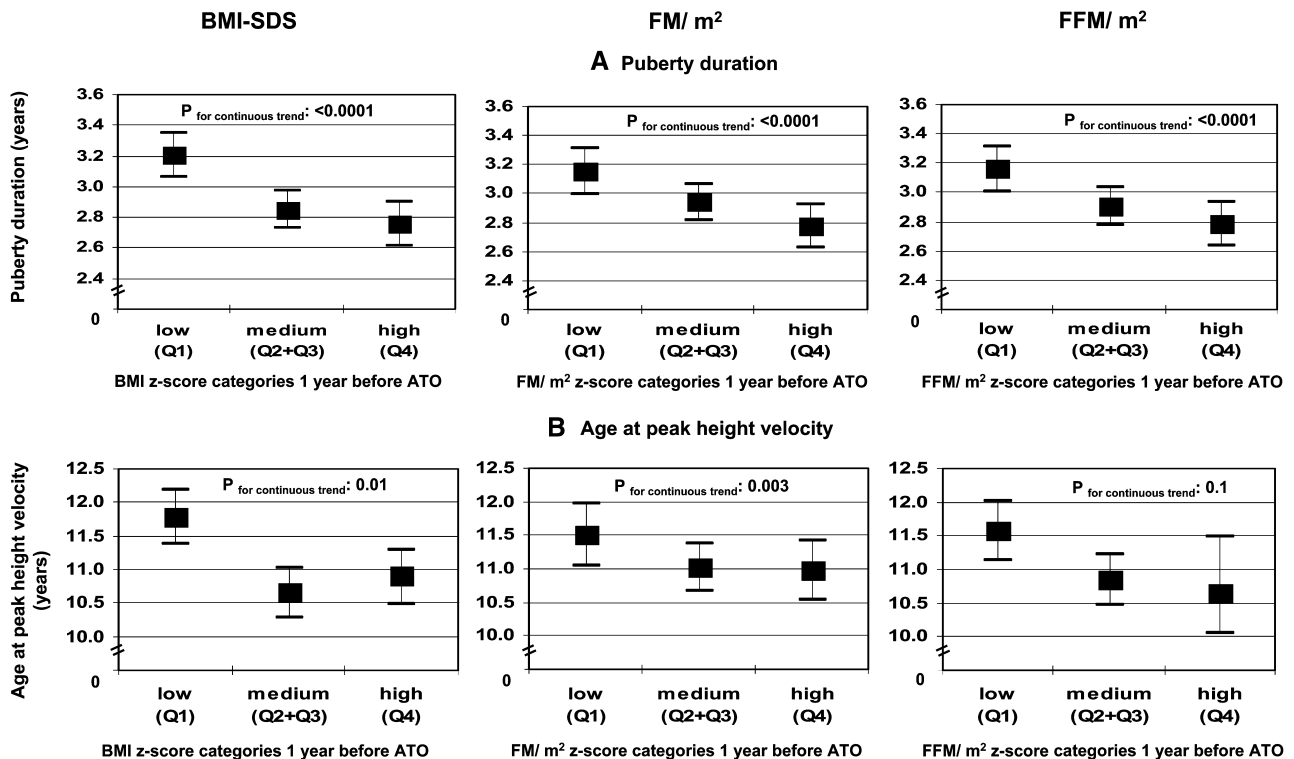 BMI-SDS FM/ m² FFM/ m²
A Puberty duration
Puberty duration (years)
3.6
3.4
3.2
3.0
2.8
2.6
2.4
0
P for continuous trend: <0.0001
low medium high
(Q1) (Q2+Q3) (Q4)
BMI z-score categories 1 year before ATO
3.6
3.4
3.2
3.0
2.8
2.6
2.4
0
P for continuous trend: <0.0001
low medium high
(Q1) (Q2+Q3) (Q4)
FM/ m² z-score categories 1 year before ATO
3.6
3.4
3.2
3.0
2.8
2.6
2.4
0
P for continuous trend: <0.0001
low medium high
(Q1) (Q2+Q3) (Q4)
FFM/ m² z-score categories 1 year before ATO
B Age at peak height velocity
Age at peak height velocity
(years)
12.5
12.0
11.5
11.0
10.5
10.0
0
P for continuous trend: 0.01
low medium high
(Q1) (Q2+Q3) (Q4)
BMI z-score categories 1 year before ATO
12.5
12.0
11.5
11.0
10.5
10.0
0
P for continuous trend: 0.003
low medium high
(Q1) (Q2+Q3) (Q4)
FM/ m² z-score categories 1 year before ATO
12.5
12.0
11.5
11.0
10.5
10.0
0
P for continuous trend: 0.1
low medium high
(Q1) (Q2+Q3) (Q4)
FFM/ m² z-score categories 1 year before ATO